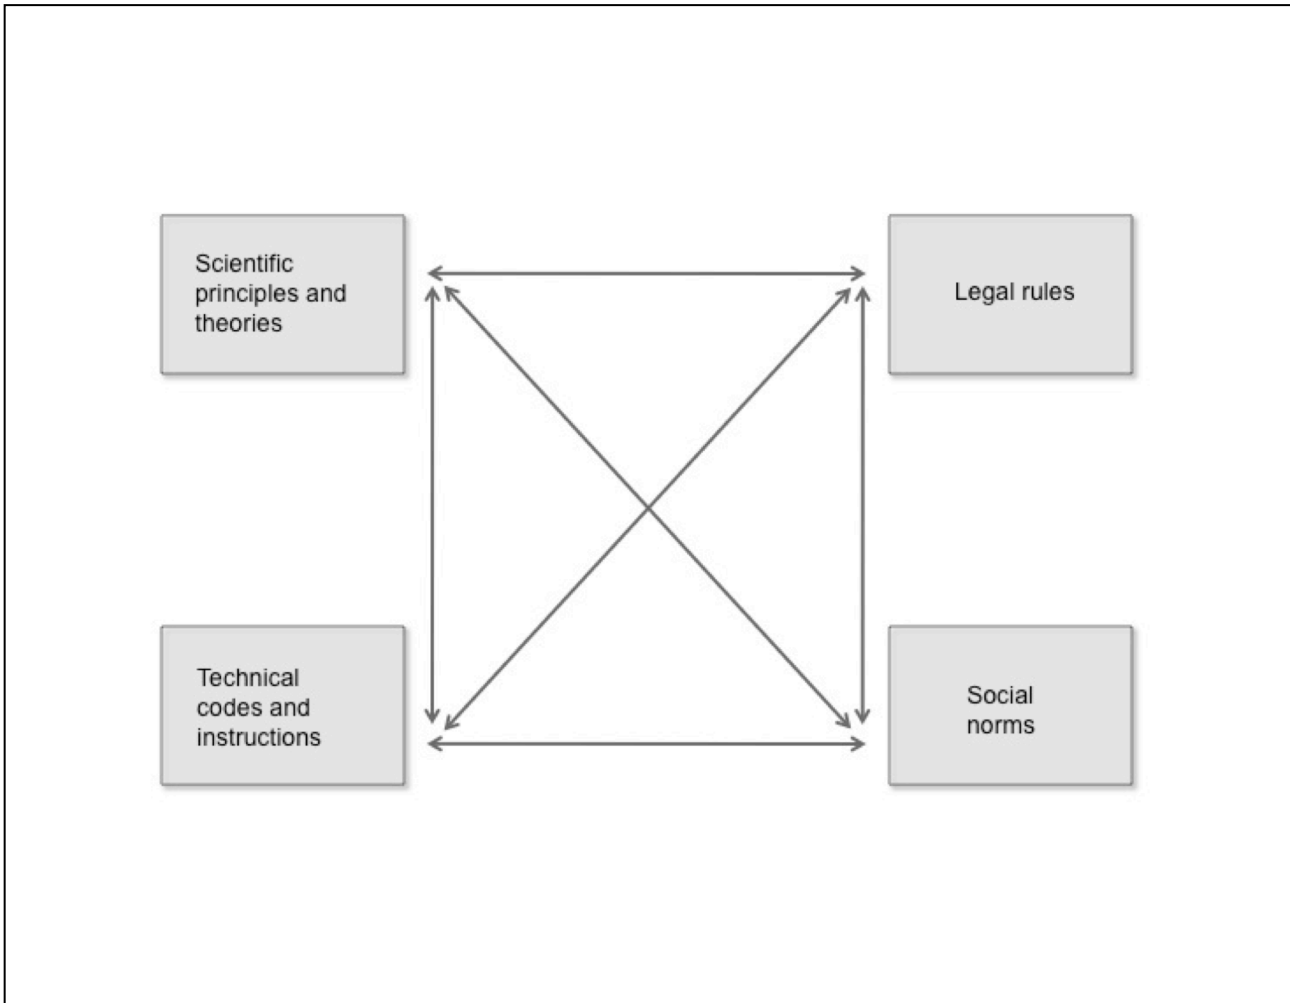 Scientific
principles and
theories
Legal rules
Technical
codes and
instructions
Social
norms